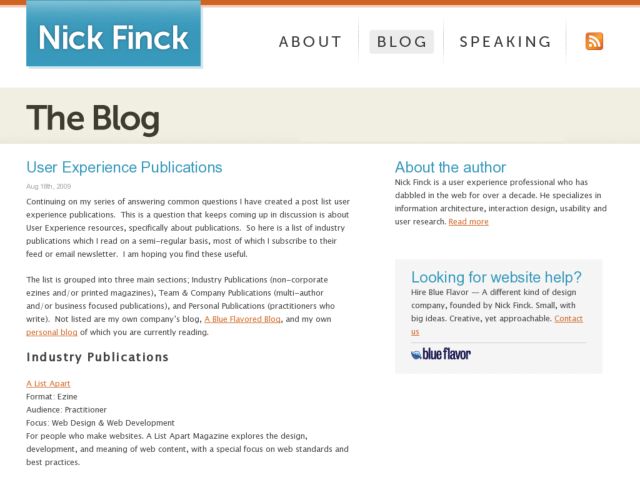 Nick Finck
ABOUT
BLOG
SPEAKING
The Blog
User Experience Publications
Aug 18th, 2009
Continuing on my series of answering common questions I have created a post list user
experience publications.  This is a question that keeps coming up in discussion is about
User Experience resources, specifically about publications.  So here is a list of industry
publications which I read on a semi-regular basis, most of which I subscribe to their
feed or email newsletter.  I am hoping you find these useful.
The list is grouped into three main sections; Industry Publications (non-corporate
ezines and/or printed magazines), Team & Company Publications (multi-author
and/or business focused publications), and Personal Publications (practitioners who
write).  Not listed are my own company's blog, A Blue Flavored Blog, and my own
personal blog of which you are currently reading.
Industry Publications
A List Apart
Format: Ezine
Audience: Practitioner
Focus: Web Design & Web Development
For people who make websites. A List Apart Magazine explores the design,
development, and meaning of web content, with a special focus on web standards and
best practices.
About the author
Nick Finck is a user experience professional who has
dabbled in the web for over a decade. He specializes in
information architecture, interaction design, usability and
user research. Read more
Looking for website help?
Hire Blue Flavor — A different kind of design
company, founded by Nick Finck. Small, with
big ideas. Creative, yet approachable. Contact
us
blue flavor